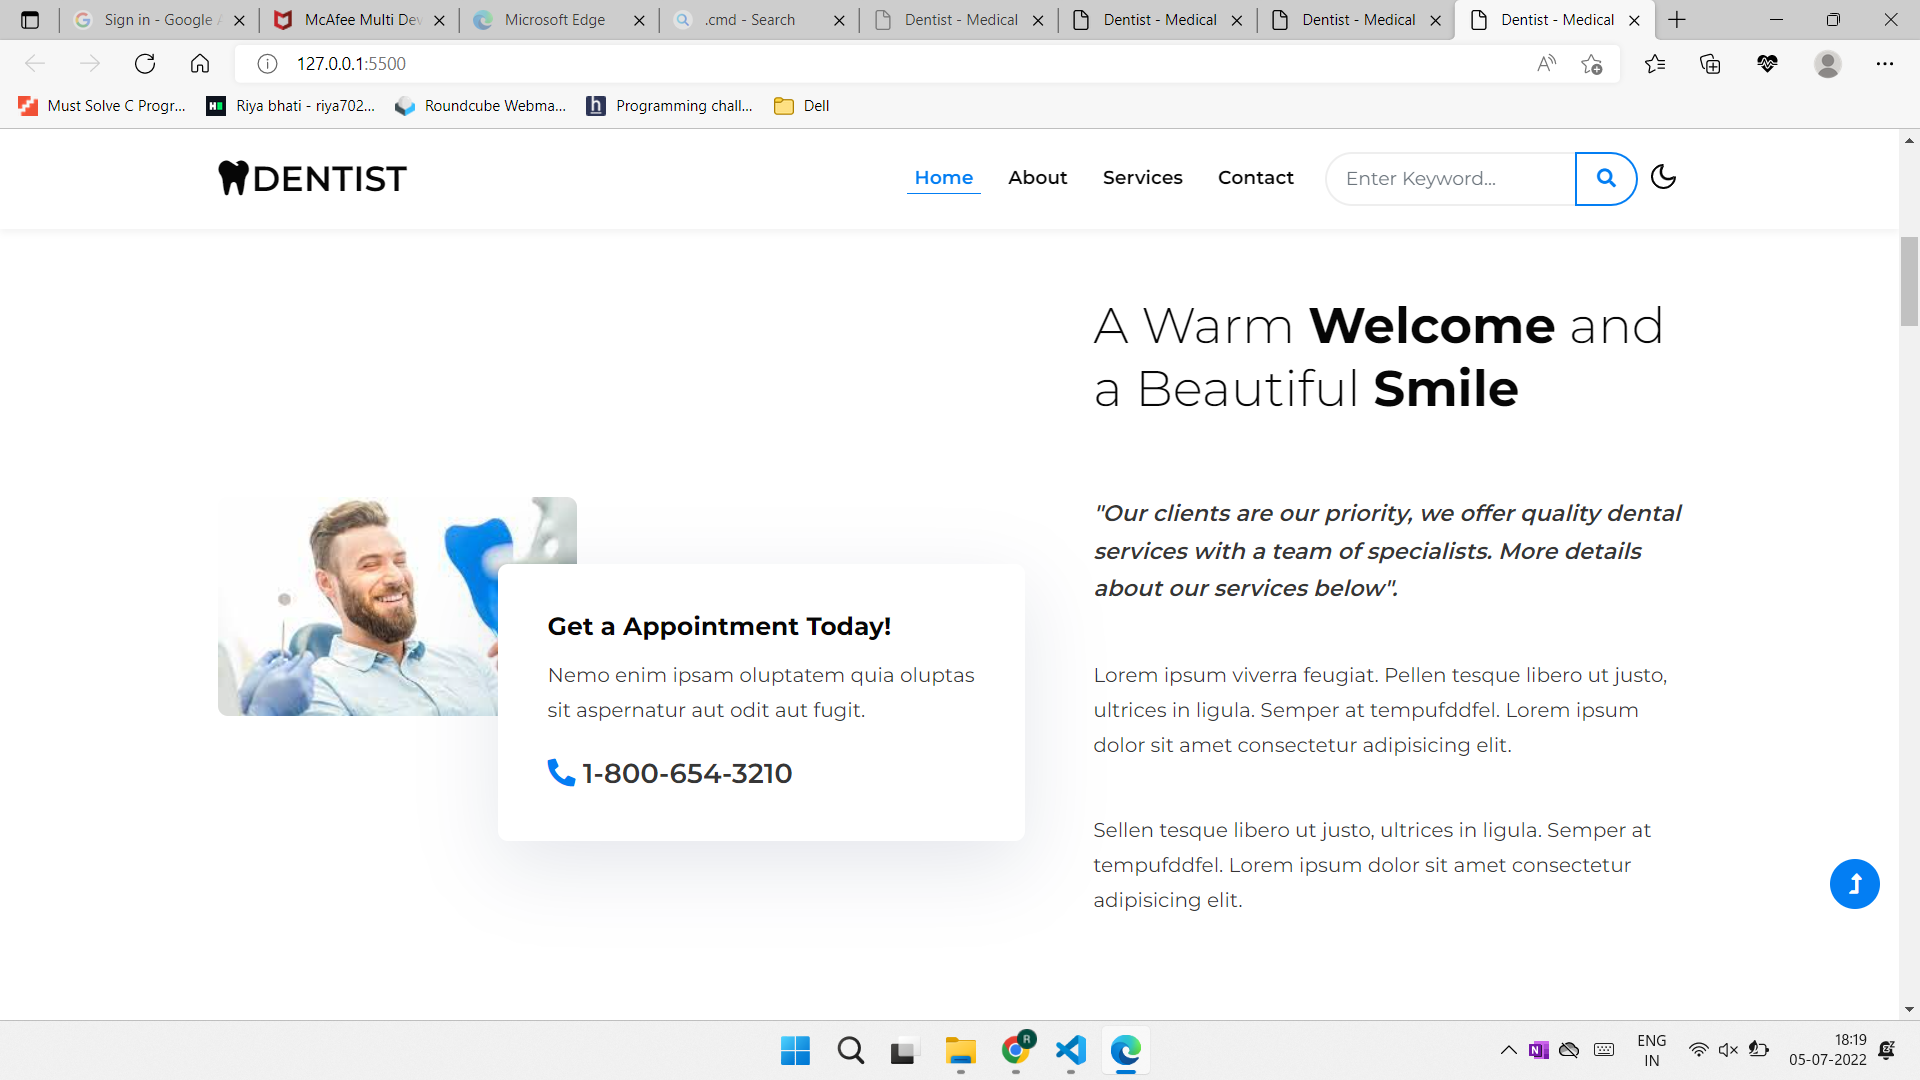 Sign in - Google A
McAfee Multi Dev
Microsoft Edge
.cmd - Search
Dentist - Medical
Dentist - Medical
Dentist - Medical
Dentist - Medical
127.0.0.1:5500
Must Solve C Progr...
Riya bhati - riya702...
Roundcube Webma...
Programming chall...
Dell
DENTIST
Home
About
Services
Contact
Enter Keyword...
A Warm Welcome and
a Beautiful Smile
"Our clients are our priority, we offer quality dental
services with a team of specialists. More details
about our services below".
Get a Appointment Today!
Nemo enim ipsam oluptatem quia oluptas
sit aspernatur aut odit aut fugit.
1-800-654-3210
Lorem ipsum viverra feugiat. Pellen tesque libero ut justo,
ultrices in ligula. Semper at tempufddfel. Lorem ipsum
dolor sit amet consectetur adipisicing elit.
Sellen tesque libero ut justo, ultrices in ligula. Semper at
tempufddfel. Lorem ipsum dolor sit amet consectetur
adipisicing elit.
R
ENG
IN
18:19
05-07-2022